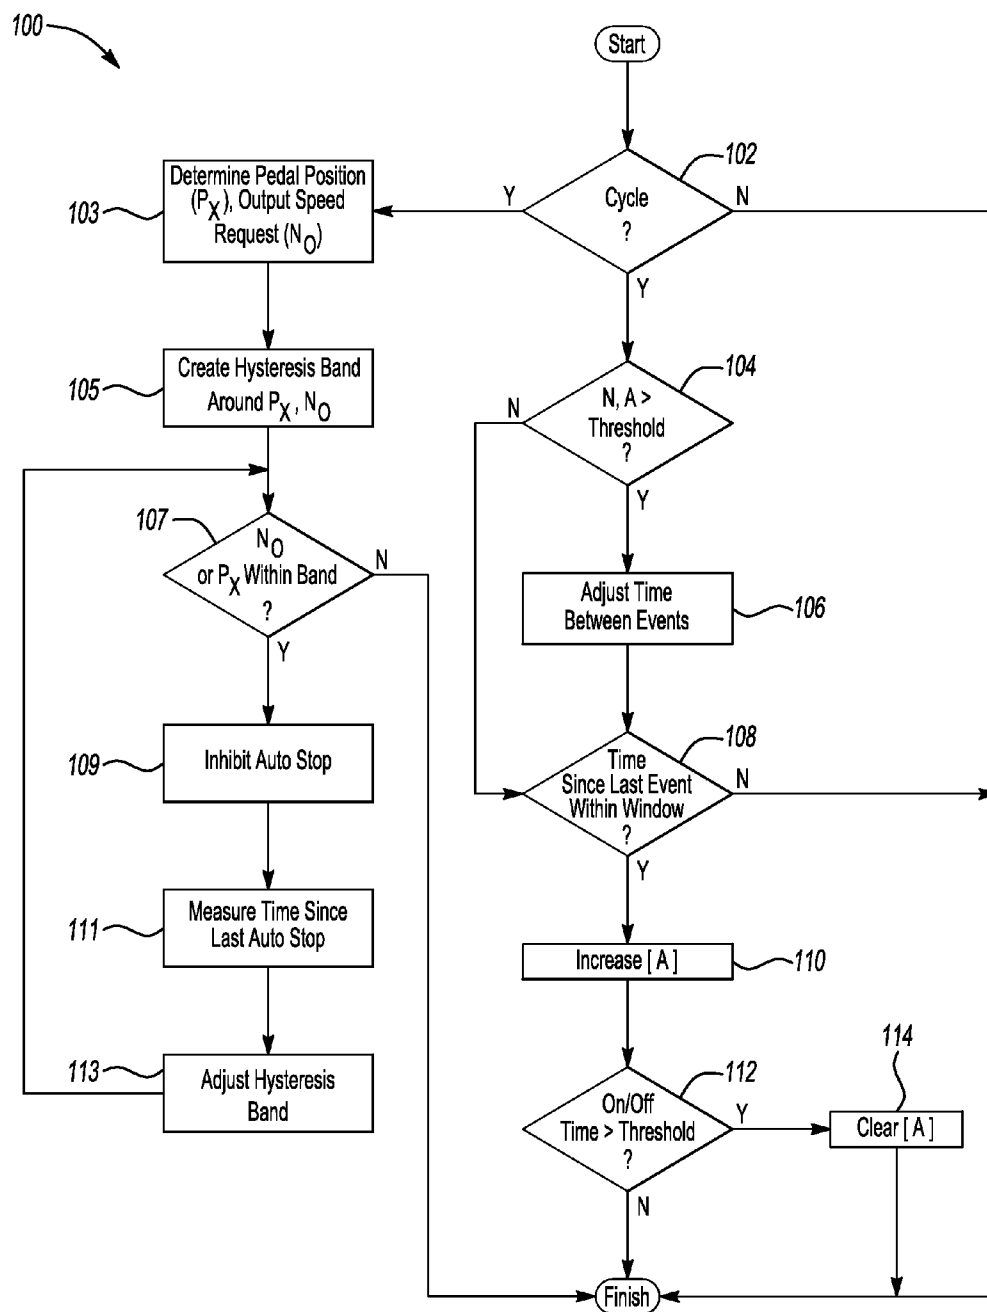 100
Start
102
Cycle
?
Y
N
Y
Determine Pedal Position
(PX), Output Speed
Request (NO)
103
Create Hysteresis Band
Around PX, NO
105
104
N, A >
Threshold
?
N
Y
107
NO
or PX Within Band
?
N
Y
Adjust Time
Between Events
106
Inhibit Auto Stop
109
108
Time
Since Last Event
Within Window
?
N
Y
Measure Time Since
Last Auto Stop
111
Increase [ A ]
110
Adjust Hysteresis
Band
113
112
On/Off
Time > Threshold
?
Y
N
114
Clear [ A ]
Finish